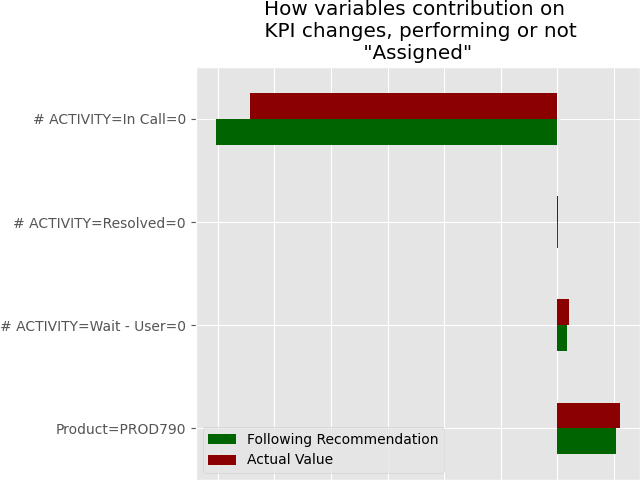 How variables contribution on
KPI changes, performing or not
"Assigned"
# ACTIVITY=In Call=0
# ACTIVITY=Resolved=0
# ACTIVITY=Wait - User=0
Product=PROD790
Following Recommendation
Actual Value